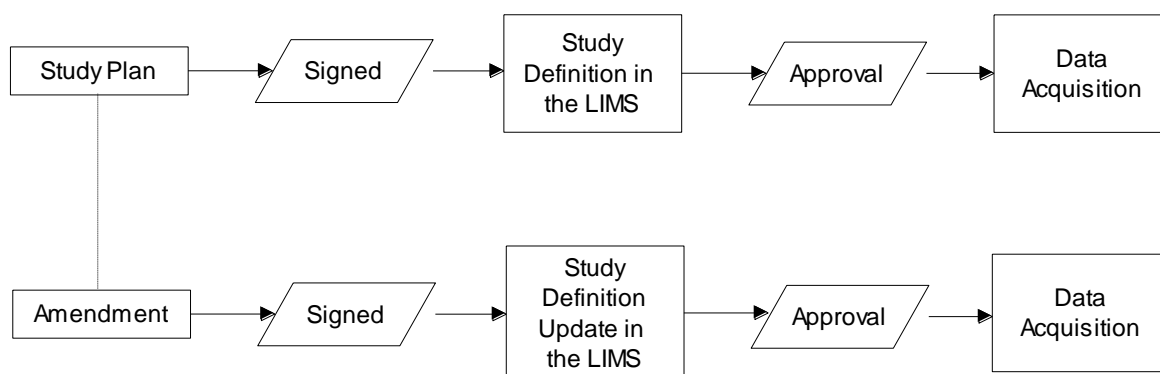 Study Plan
Signed
Study
Definition in
the LIMS
Approval
Data
Acquisition
Amendment
Signed
Study
Definition
Update in
the LIMS
Approval
Data
Acquisition